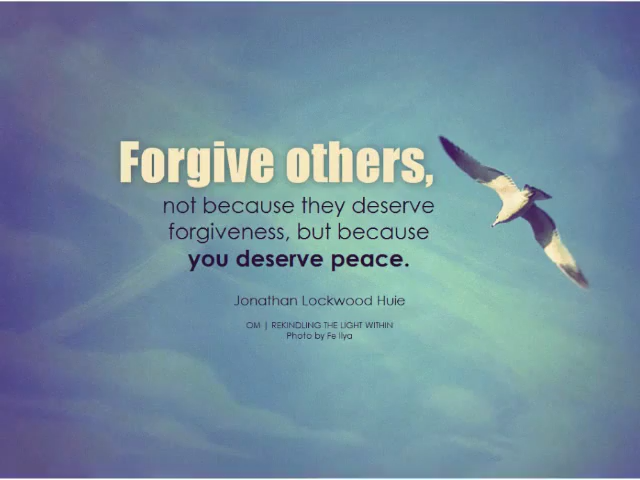 Forgive others,
not because they deserve
forgiveness, but because
you deserve peace.
Jonathan Lockwood Huie
OM | REKINDLING THE LIGHT WITHIN
Photo by Fe Ilya